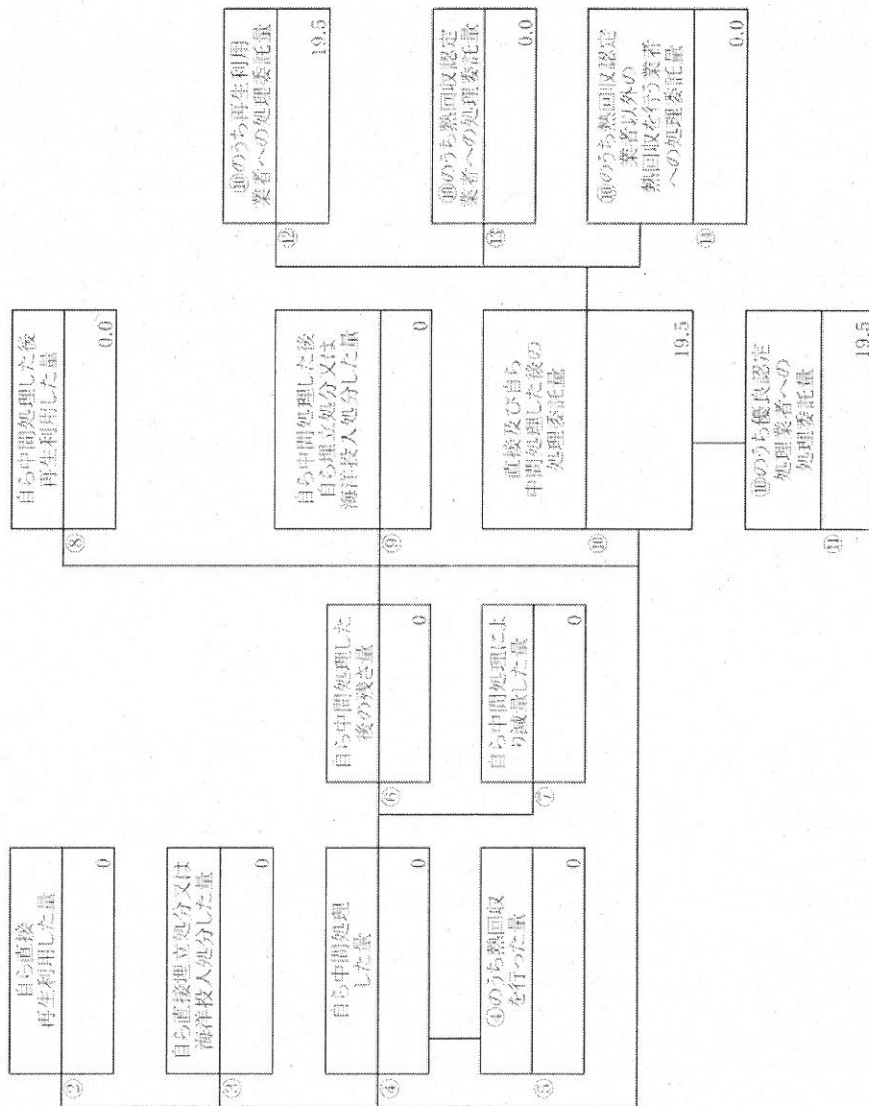 ②
自ら直接
再生利用した量
0
③
自ら直接埋立処分又は
海洋投入処分した量
0
④
自ら中間処理
した量
0
⑤
④のうち熱回収
を行った量
0
⑥
自ら中間処理した
後の残さ量
0
⑦
自ら中間処理によ
り減量した量
0
⑧
自ら中間処理した後
再生利用した量
0.0
⑨
自ら中間処理した後
自ら埋立処分又は
海洋投入処分した量
0
⑩
直接及び自ら
中間処理した後の
処理委託量
19.5
⑪
⑩のうち優良認定
処理業者への
処理委託量
19.5
⑫
⑩のうち再生利用
業者への処理委託量
19.5
⑬
⑩のうち熱回収認定
業者への処理委託量
0.0
⑩のうち熱回収認定
業者以外の
熱回収を行う業者
への処理委託量
0.0